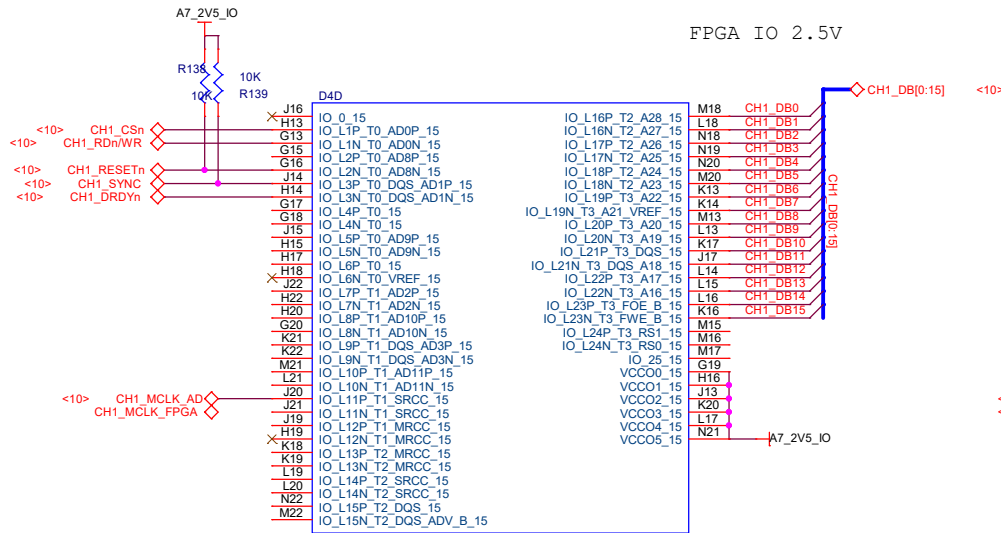 A7_2V5_IO
FPGA IO 2.5V
R138
10K
10K
R139
D4D
CH1_DB[0:15]
<10>
J16 IO_0_15
<10> CH1_CSn H13 IO_L1P_T0_AD0P_15
<10> CH1_RDn/WR G13 IO_L1N_T0_AD0N_15
G15 IO_L2P_T0_AD8P_15
<10> CH1_RESETn G16 IO_L2N_T0_AD8N_15
<10> CH1_SYNC J14 IO_L3P_T0_DQS_AD1P_15
<10> CH1_DRDYn H14 IO_L3N_T0_DQS_AD1N_15
G17 IO_L4P_T0_15
G18 IO_L4N_T0_15
J15 IO_L5P_T0_AD9P_15
H15 IO_L5N_T0_AD9N_15
H17 IO_L6P_T0_15
H18 IO_L6N_T0_VREF_15
J22 IO_L7P_T1_AD2P_15
H22 IO_L7N_T1_AD2N_15
H20 IO_L8P_T1_AD10P_15
G20 IO_L8N_T1_AD10N_15
K21 IO_L9P_T1_DQS_AD3P_15
K22 IO_L9N_T1_DQS_AD3N_15
M21 IO_L10P_T1_AD11P_15
L21 IO_L10N_T1_AD11N_15
<10> CH1_MCLK_AD J20 IO_L11P_T1_SRCC_15
CH1_MCLK_FPGA J21 IO_L11N_T1_SRCC_15
J19 IO_L12P_T1_MRCC_15
H19 IO_L12N_T1_MRCC_15
K18 IO_L13P_T2_MRCC_15
K19 IO_L13N_T2_MRCC_15
L19 IO_L14P_T2_SRCC_15
L20 IO_L14N_T2_SRCC_15
N22 IO_L15P_T2_DQS_15
M22 IO_L15N_T2_DQS_ADV_B_15
IO_L16P_T2_A28_15 M18 CH1_DB0
IO_L16N_T2_A27_15 L18 CH1_DB1
IO_L17P_T2_A26_15 N18 CH1_DB2
IO_L17N_T2_A25_15 N19 CH1_DB3
IO_L18P_T2_A24_15 N20 CH1_DB4
IO_L18N_T2_A23_15 M20 CH1_DB5
IO_L19P_T3_A22_15 K13 CH1_DB6
IO_L19N_T3_A21_VREF_15 K14 CH1_DB7
IO_L20P_T3_A20_15 M13 CH1_DB8
IO_L20N_T3_A19_15 L13 CH1_DB9
IO_L21P_T3_DQS_15 K17 CH1_DB10
IO_L21N_T3_DQS_A18_15 J17 CH1_DB11
IO_L22P_T3_A17_15 L14 CH1_DB12
IO_L22N_T3_A16_15 L15 CH1_DB13
IO_L23P_T3_FOE_B_15 L16 CH1_DB14
IO_L23N_T3_FWE_B_15 K16 CH1_DB15
IO_L24P_T3_RS1_15 M15
IO_L24N_T3_RS0_15 M16
IO_25_15 M17
VCCO0_15 G19
VCCO1_15 H16
VCCO2_15 J13
VCCO3_15 K20
VCCO4_15 L17
VCCO5_15 N21
A7_2V5_IO
CH1_DB[0:15]